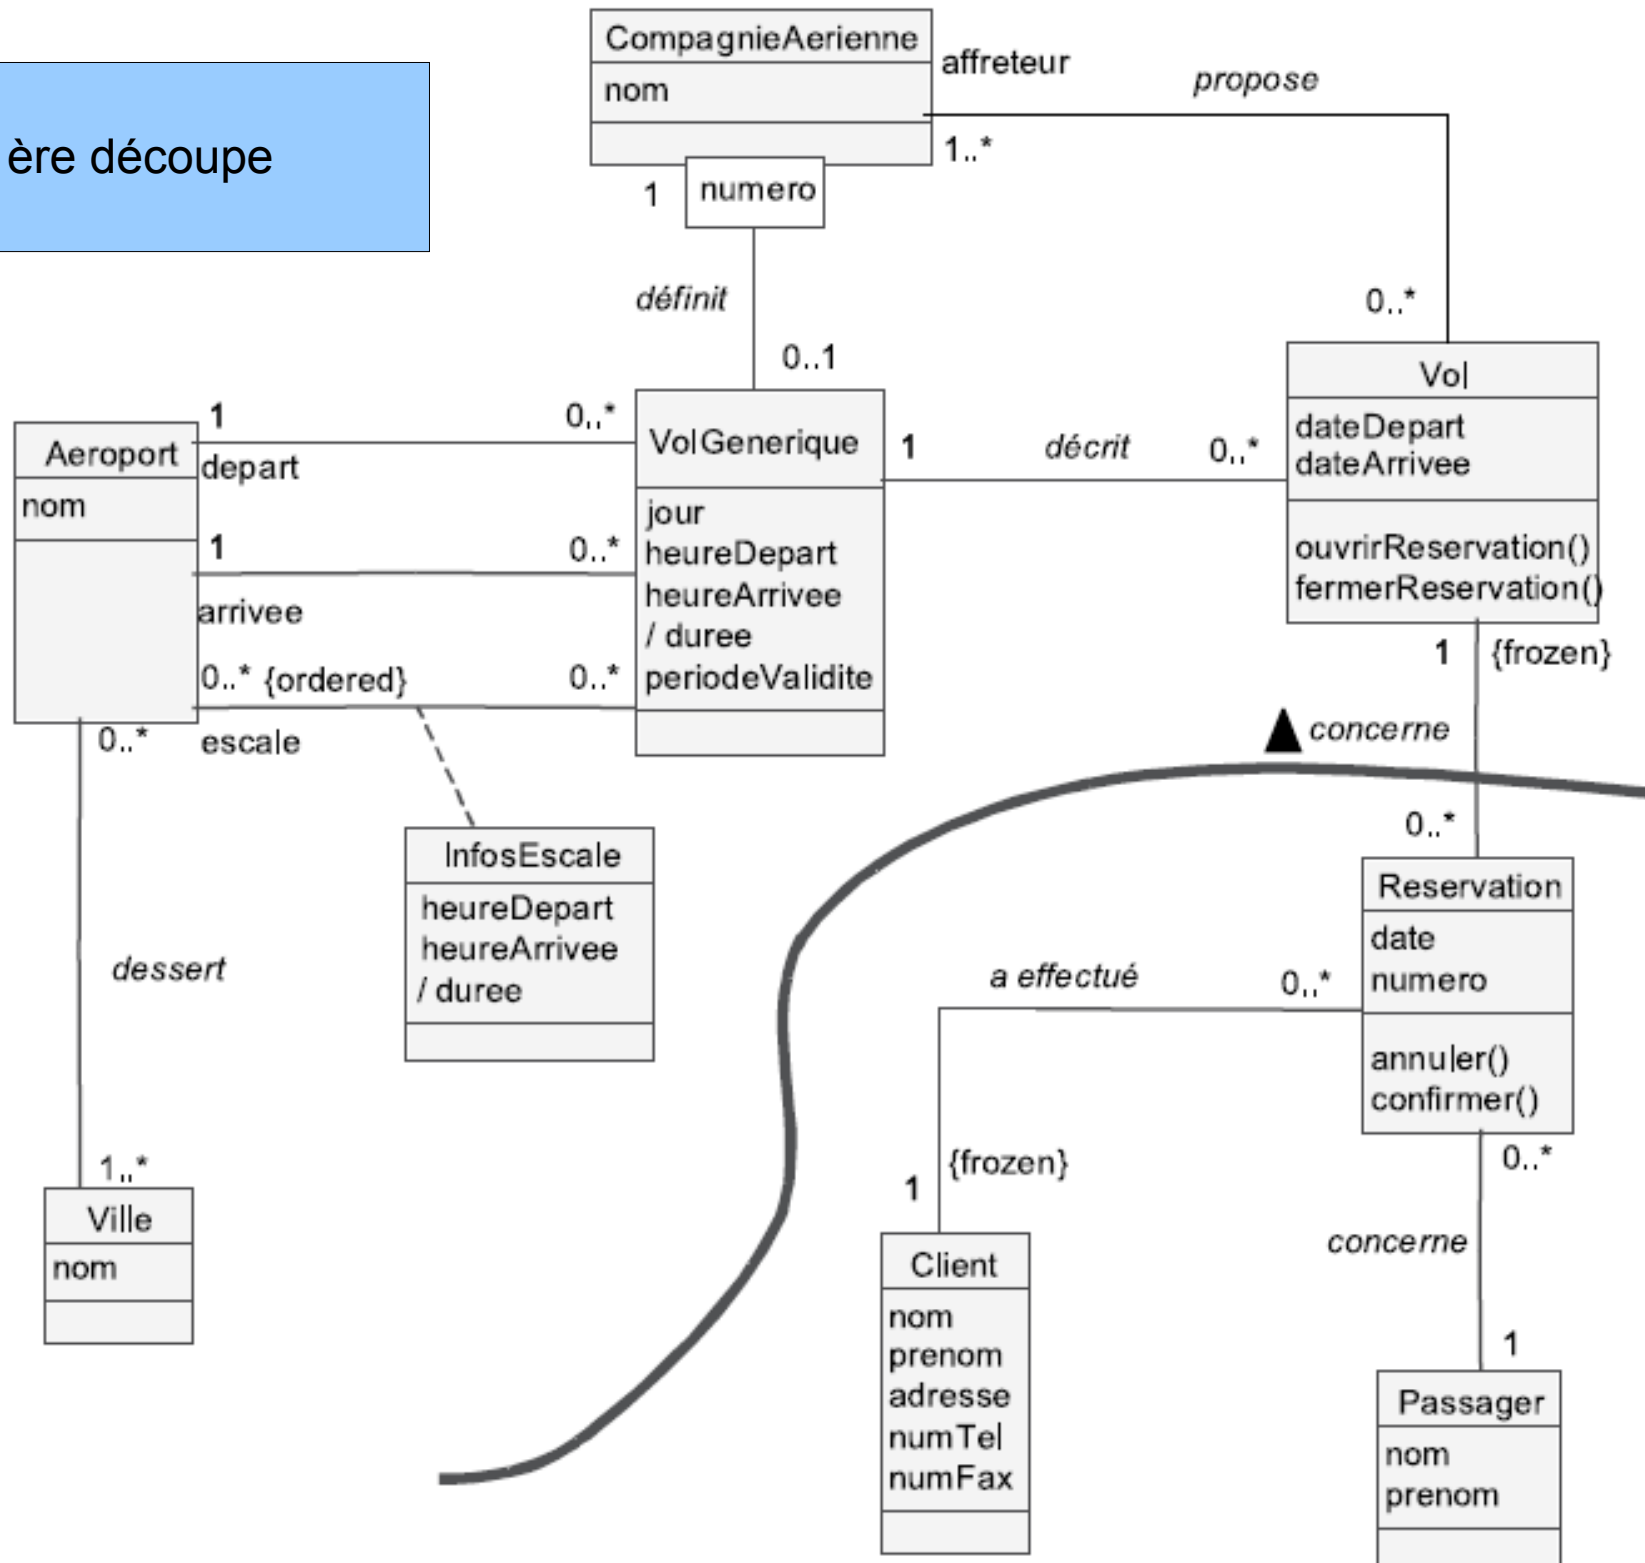 ère découpe
CompagnieAerienne
nom
affreteur
propose
1..*
1
numero
définit
0..*
0..1
Vol
dateDepart
dateArrivee
ouvrirReservation()
fermerReservation()
Aeroport
nom
1
0..*
depart
1
0..*
arrivee
0..* {ordered}
0..*
escale
VolGenerique
jour
heureDepart
heureArrivee
/ duree
periodeValidite
1
décrit
0..*
1
{frozen}
concerne
0..*
0..*
InfosEscale
heureDepart
heureArrivee
/ duree
dessert
1..*
Ville
nom
Reservation
date
numero
annuler()
confirmer()
a effectué
0..*
{frozen}
1
0..*
concerne
1
Client
nom
prenom
adresse
numTel
numFax
Passager
nom
prenom